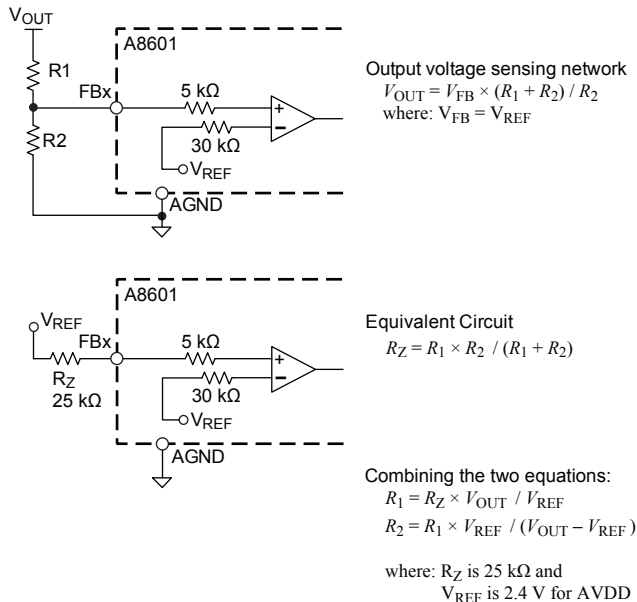 VOUT
A8601
R1
FBx
5 kΩ
+
R2
30 kΩ
–
VREF
AGND
Output voltage sensing network
VOUT = VFB × (R1 + R2) / R2
where: VFB = VREF
A8601
VREF
FBx
5 kΩ
+
RZ
25 kΩ
30 kΩ
–
VREF
AGND
Equivalent Circuit
RZ = R1 × R2 / (R1 + R2)
Combining the two equations:
R1 = RZ × VOUT / VREF
R2 = R1 × VREF / (VOUT – VREF)
where: RZ is 25 kΩ and
VREF is 2.4 V for AVDD